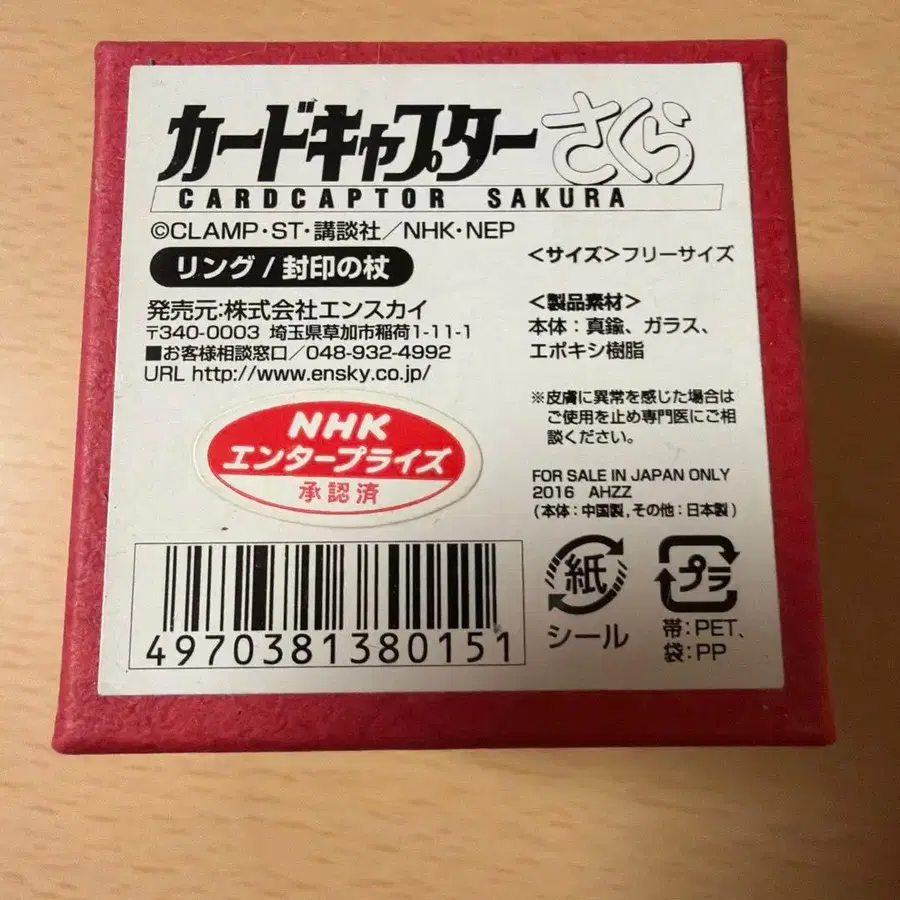 カードキャプターさくら
CARDCAPTOR SAKURA
©CLAMP・ST・講談社／NHK・NEP
リング / 封印の杖
発売元:株式会社エンスカイ
〒340-0003 埼玉県草加市稲荷1-11-1
■お客様相談窓口／048-932-4992
URL http://www.ensky.co.jp/
＜サイズ＞フリーサイズ
＜製品素材＞
本体：真鍮、ガラス、
エポキシ樹脂
※皮膚に異常を感じた場合は
ご使用を止め専門医にご相
談ください。
FOR SALE IN JAPAN ONLY
2016 AHZZ
(本体：中国製,その他：日本製)
NHK
エンタープライズ
承認済
4970381380151
紙
シール
プラ
帯：PET、
袋：PP